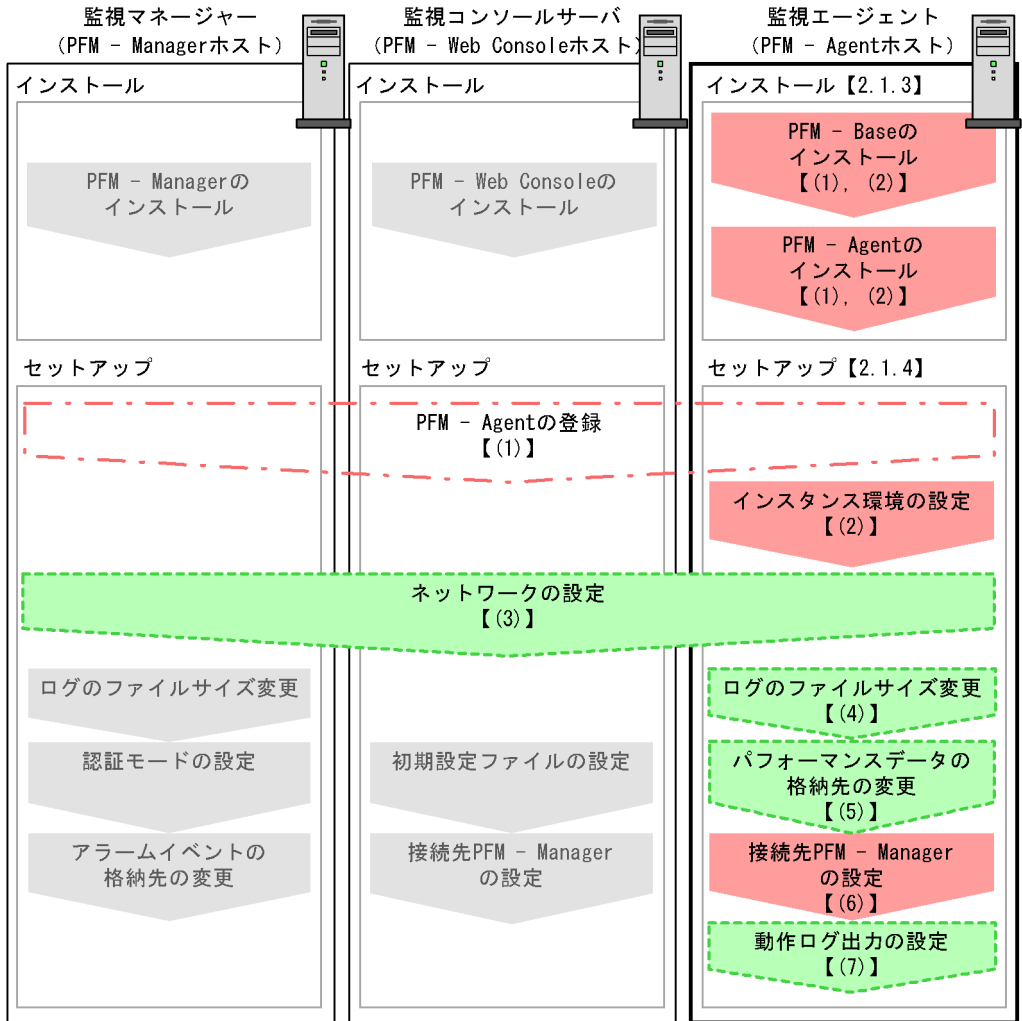 監視マネージャー
(PFM - Managerホスト)
インストール
PFM - Managerの
インストール
セットアップ
監視コンソールサーバ
(PFM - Web Consoleホスト)
インストール
PFM - Web Consoleの
インストール
セットアップ
監視エージェント
(PFM - Agentホスト)
インストール【2.1.3】
PFM - Baseの
インストール
【(1), (2)】
PFM - Agentの
インストール
【(1), (2)】
セットアップ【2.1.4】
PFM - Agentの登録
【(1)】
インスタンス環境の設定
【(2)】
ネットワークの設定
【(3)】
ログのファイルサイズ変更
認証モードの設定
アラームイベントの
格納先の変更
初期設定ファイルの設定
接続先PFM - Manager
の設定
ログのファイルサイズ変更
【(4)】
パフォーマンスデータの
格納先の変更
【(5)】
接続先PFM - Manager
の設定
【(6)】
動作ログ出力の設定
【(7)】